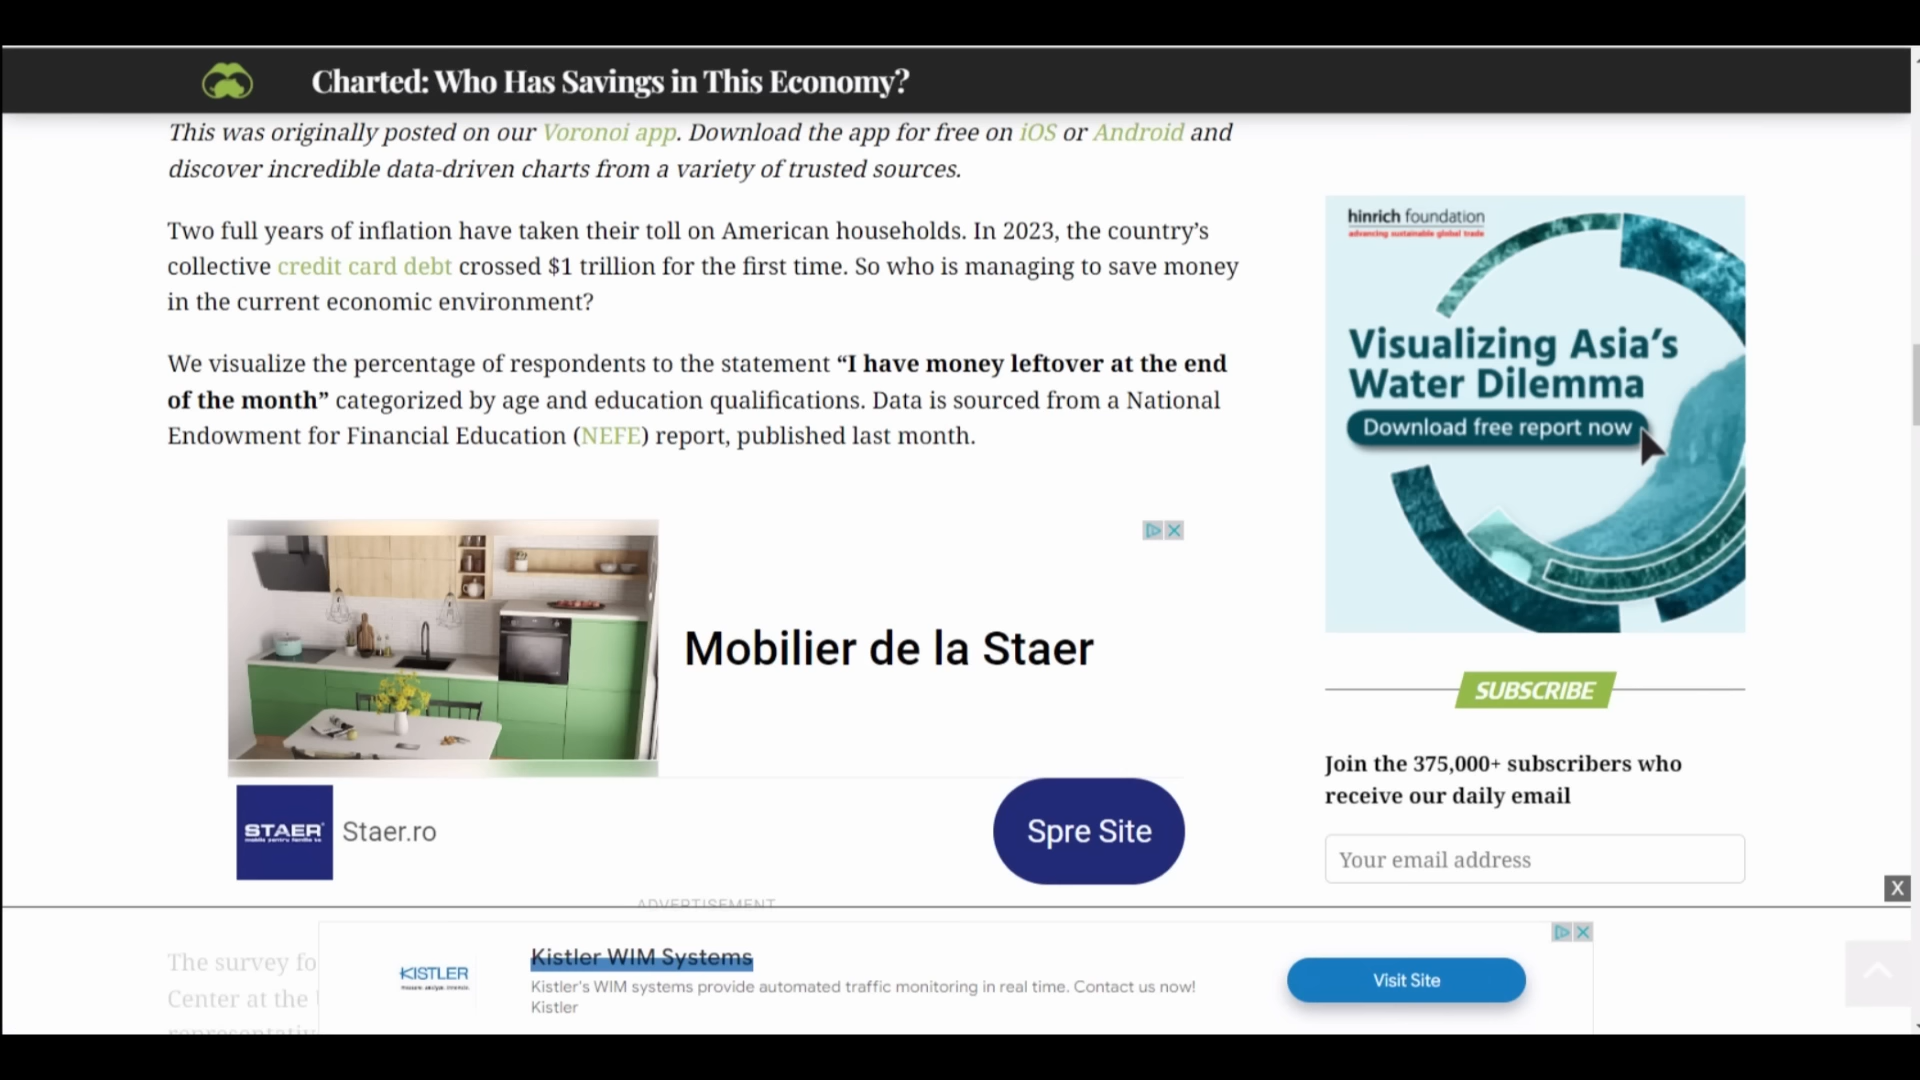 Charted: Who Has Savings in This Economy?
This was originally posted on our Voronoi app. Download the app for free on iOS or Android and
discover incredible data-driven charts from a variety of trusted sources.
Two full years of inflation have taken their toll on American households. In 2023, the country’s
collective credit card debt crossed $1 trillion for the first time. So who is managing to save money
in the current economic environment?
We visualize the percentage of respondents to the statement “I have money leftover at the end
of the month” categorized by age and education qualifications. Data is sourced from a National
Endowment for Financial Education (NEFE) report, published last month.
hinrich foundation
advancing sustainable global trade
Visualizing Asia’s
Water Dilemma
Download free report now
Mobilier de la Staer
STAER
Staer.ro
Spre Site
SUBSCRIBE
Join the 375,000+ subscribers who
receive our daily email
Your email address
X
ADVERTISEMENT
The survey fo
Center at the
KISTLER
measure. analyze. innovate.
Kistler WIM Systems
Kistler's WIM systems provide automated traffic monitoring in real time. Contact us now!
Kistler
Visit Site